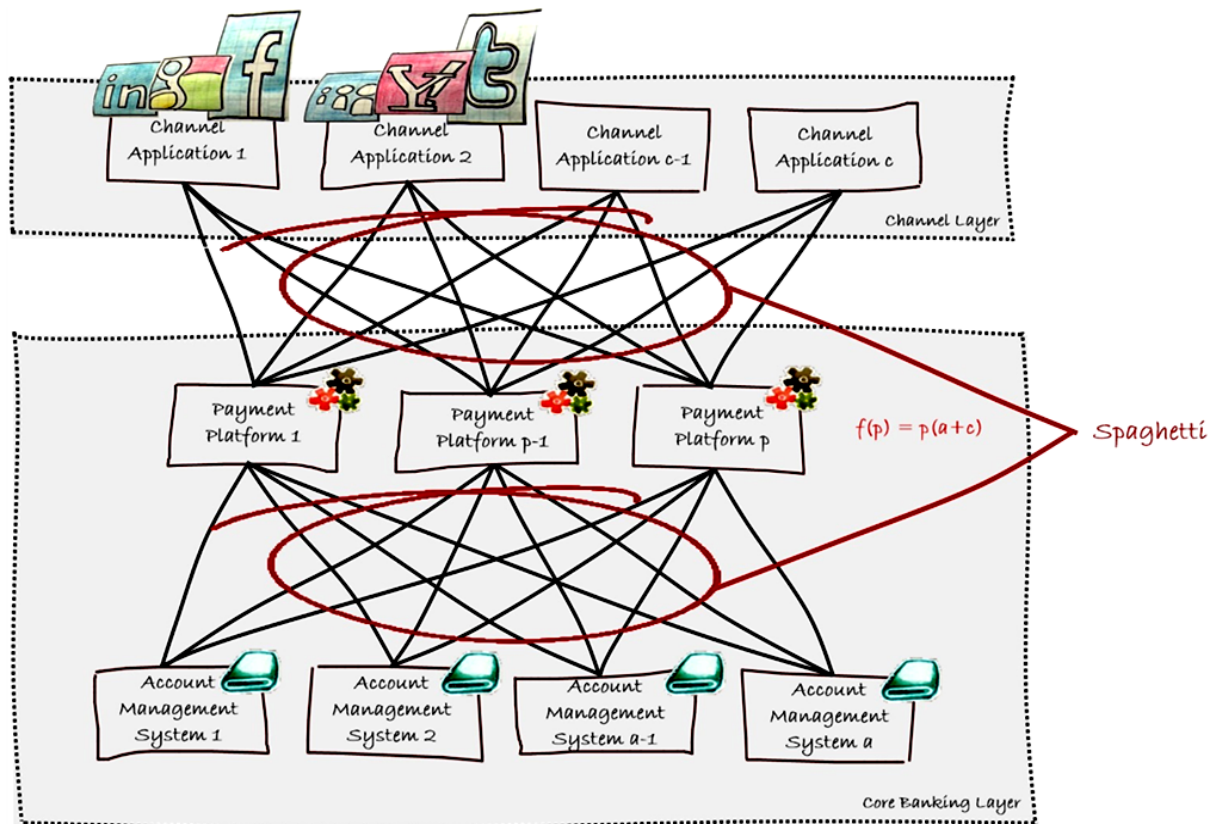 in
g
f
Y!
t
Channel
Application 1
Channel
Application 2
Channel
Application c-1
Channel
Application c
Channel Layer
Payment
Platform 1
Payment
Platform p-1
Payment
Platform p
f(p) = p(a+c)
Spaghetti
Account
Management
System 1
Account
Management
System 2
Account
Management
System a-1
Account
Management
System a
Core Banking Layer